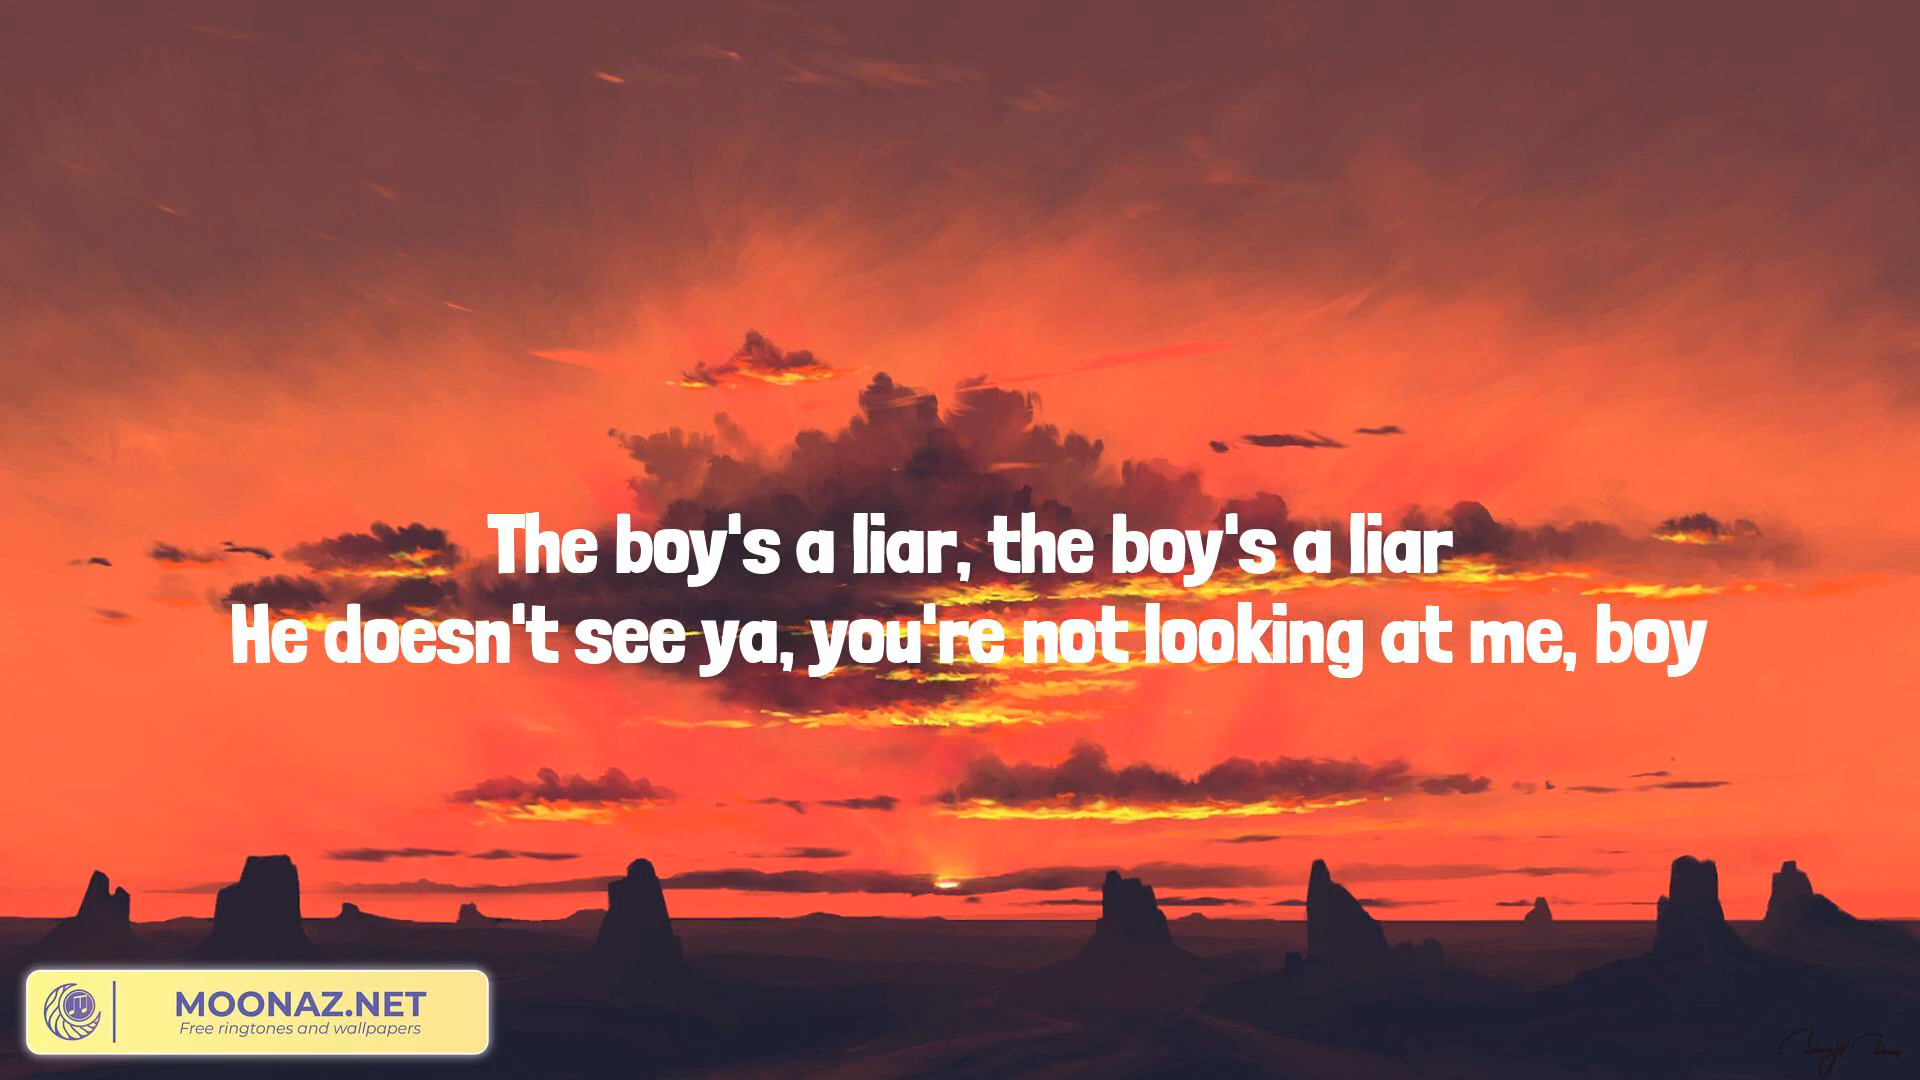 The boy's a liar, the boy's a liar
He doesn't see ya, you're not looking at me, boy
MOONAZ.NET
Free ringtones and wallpapers